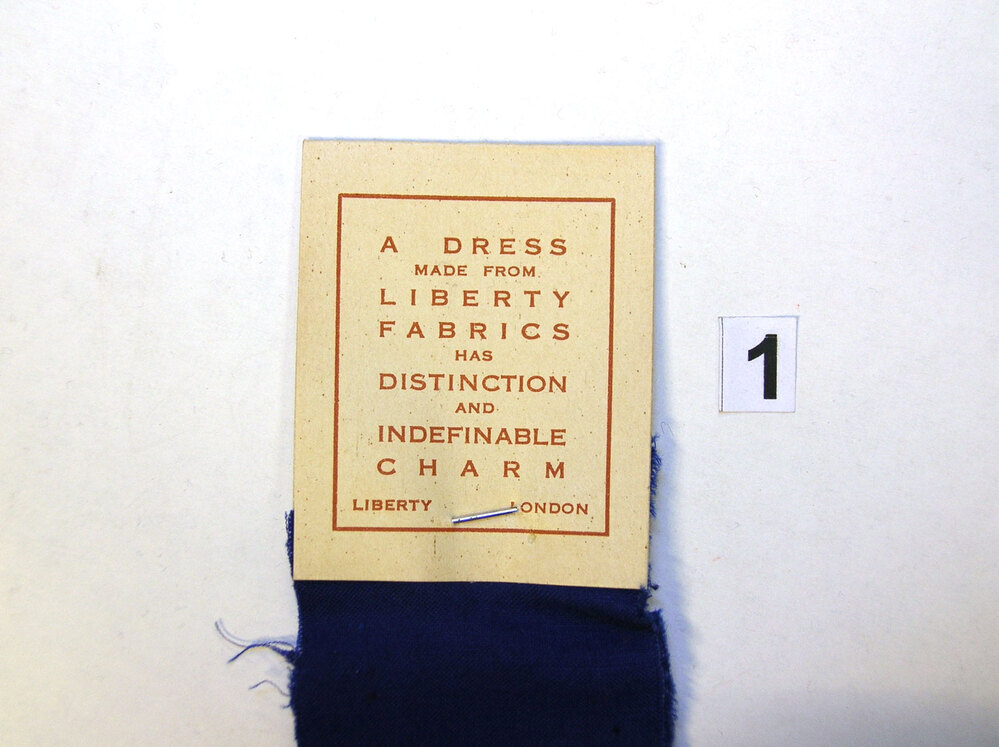 A DRESS
MADE FROM
LIBERTY
FABRICS
HAS
DISTINCTION
AND
INDEFINABLE
CHARM
LIBERTY LONDON
1